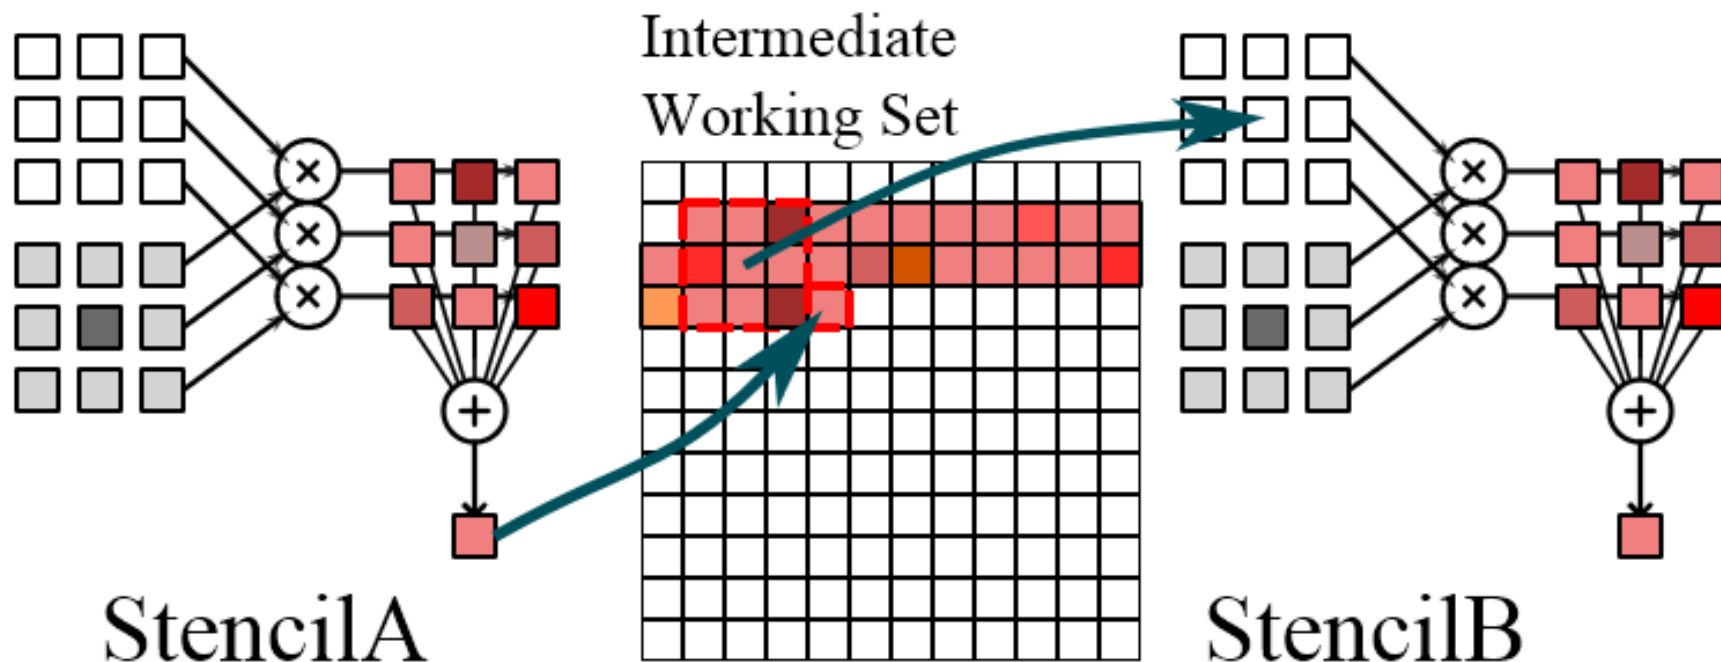 Intermediate
Working Set
×
×
×
+
×
×
×
+
StencilA
StencilB